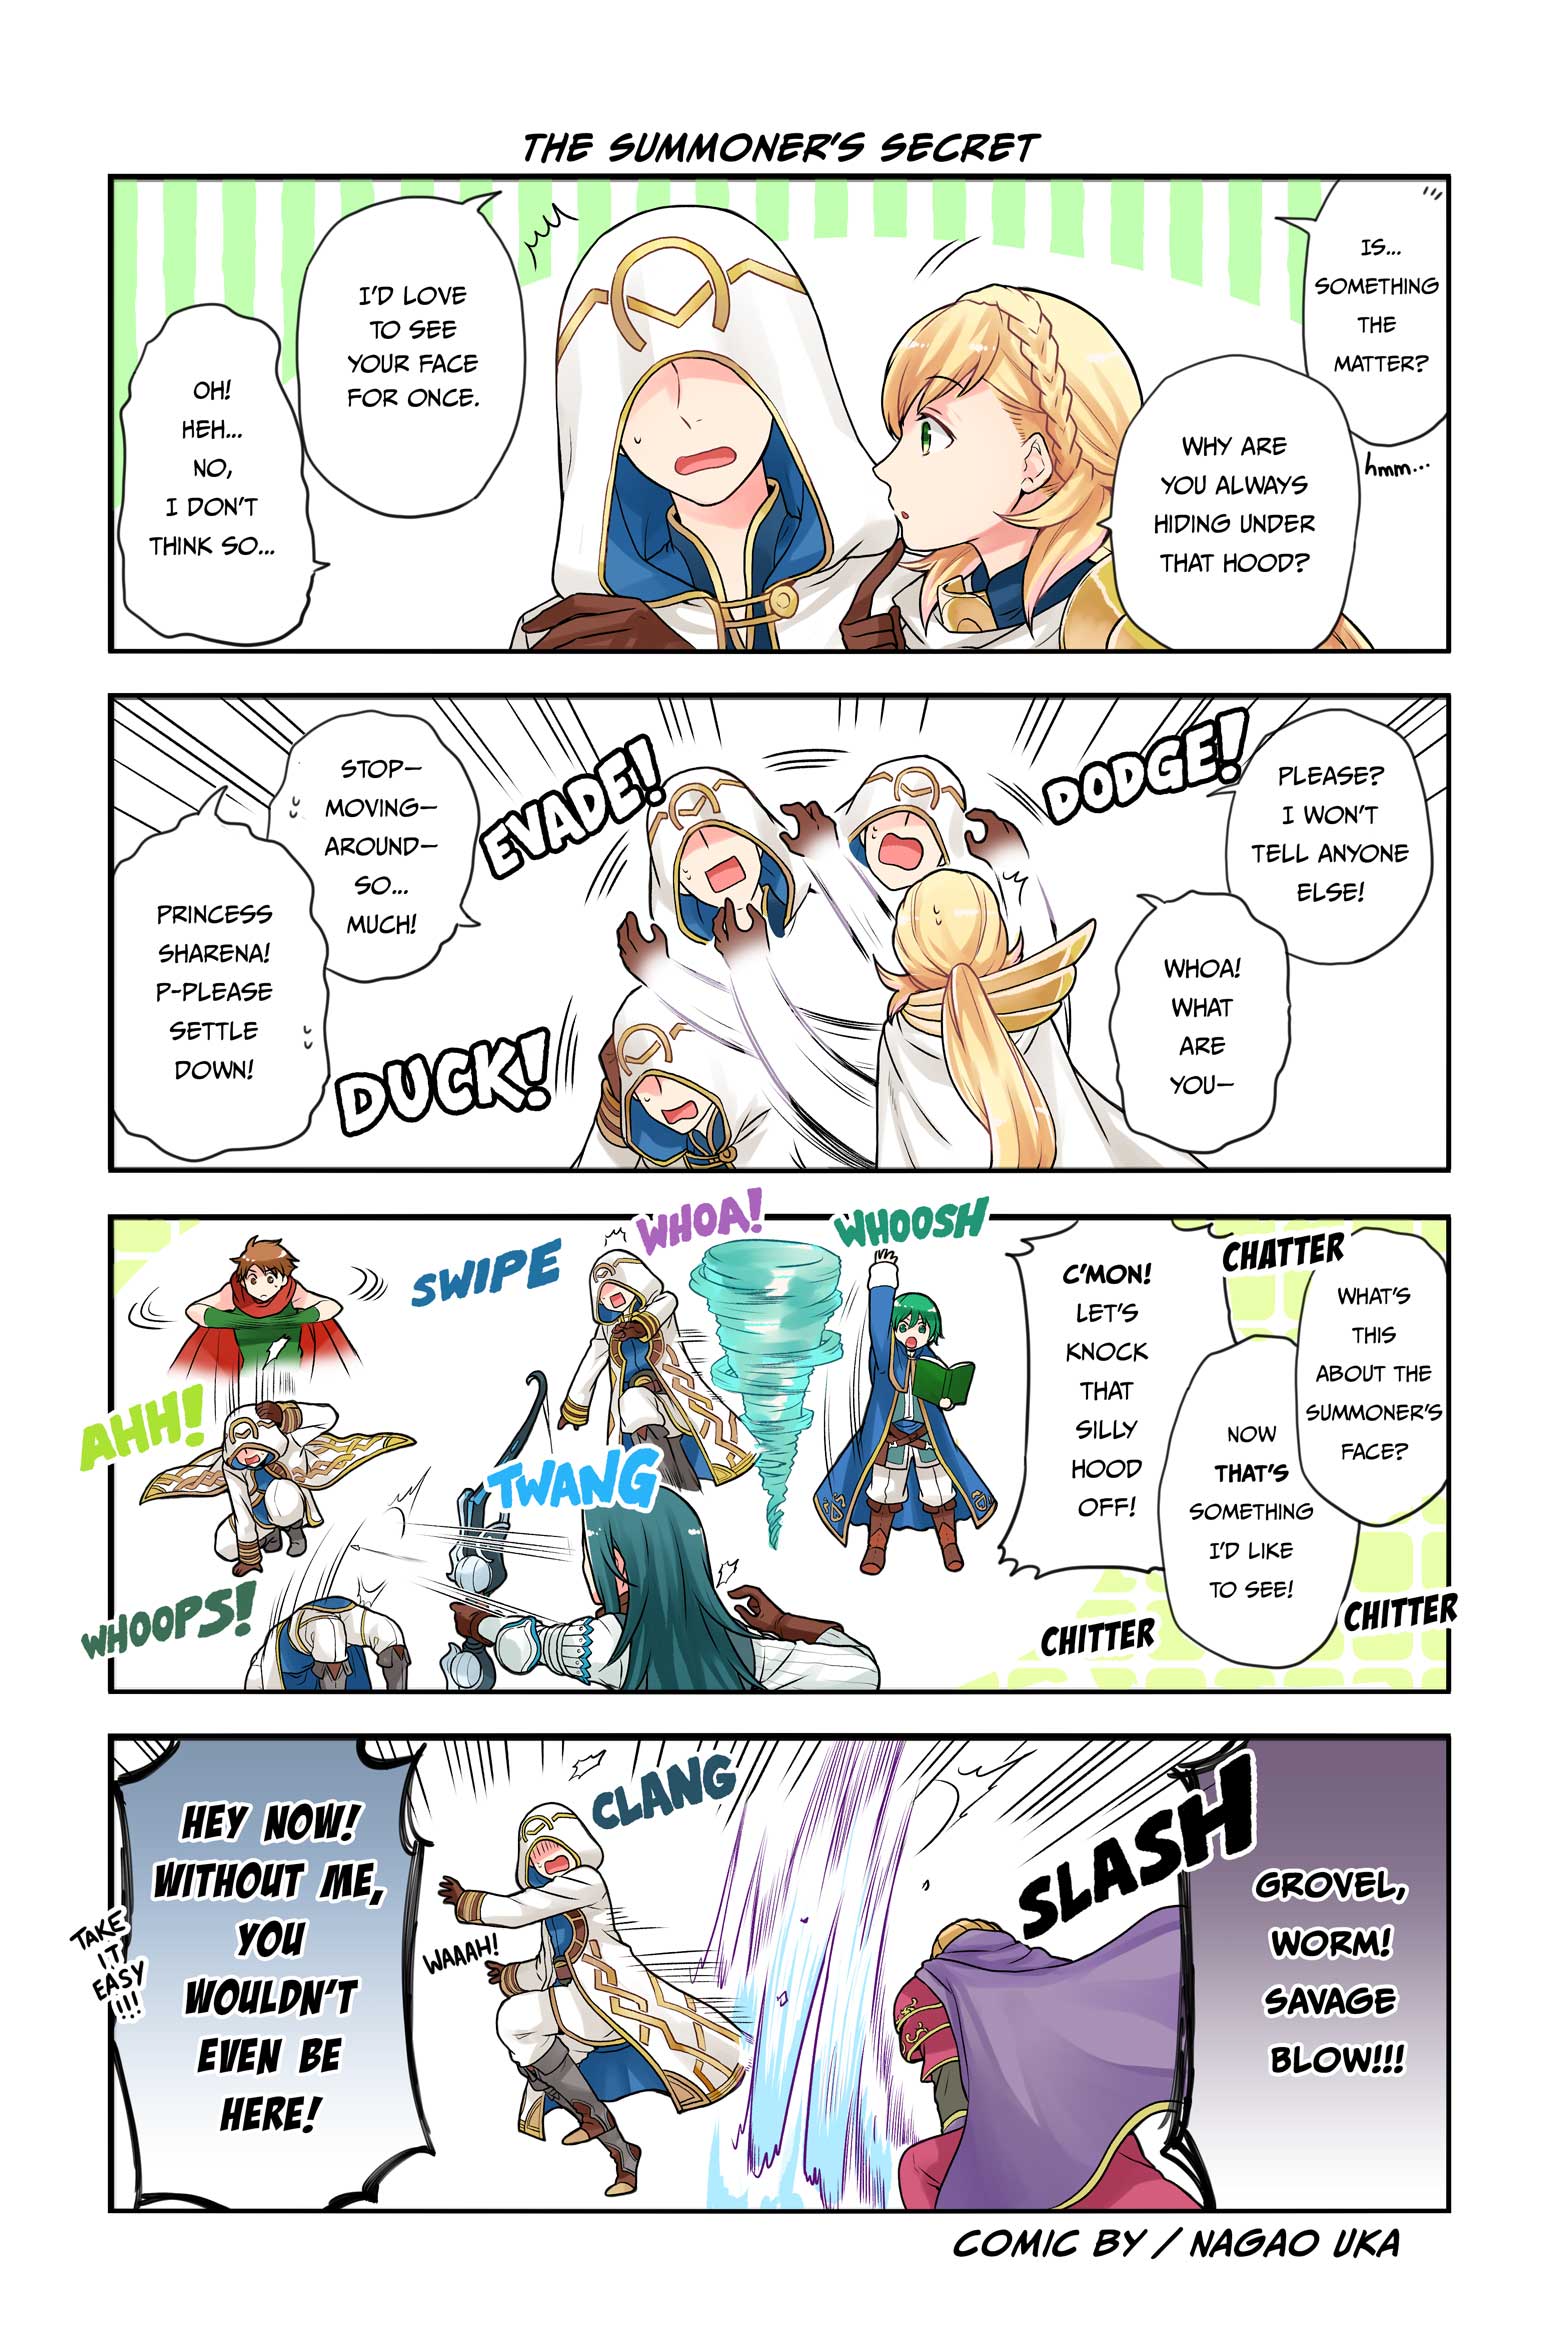 THE SUMMONER'S SECRET
IS...
SOMETHING
THE
MATTER?
hmm...
WHY ARE
YOU ALWAYS
HIDING UNDER
THAT HOOD?
I'D LOVE
TO SEE
YOUR FACE
FOR ONCE.
OH!
HEH...
NO,
I DON'T
THINK SO...
PLEASE?
I WON'T
TELL ANYONE
ELSE!
WHOA!
WHAT
ARE
YOU—
DODGE!
EVADE!
DUCK!
STOP—
MOVING—
AROUND—
SO...
MUCH!
PRINCESS
SHARENA!
P-PLEASE
SETTLE
DOWN!
CHATTER
WHAT'S
THIS
ABOUT THE
SUMMONER'S
FACE?
NOW
THAT'S
SOMETHING
I'D LIKE
TO SEE!
CHITTER
CHITTER
C'MON!
LET'S
KNOCK
THAT
SILLY
HOOD
OFF!
WHOOSH
WHOA!
SWIPE
AHH!
TWANG
WHOOPS!
GROVEL,
WORM!
SAVAGE
BLOW!!!
SLASH
CLANG
WAAAH!
HEY NOW!
WITHOUT ME,
YOU
WOULDN'T
EVEN BE
HERE!
TAKE
IT
EASY
!!!
COMIC BY / NAGAO UKA